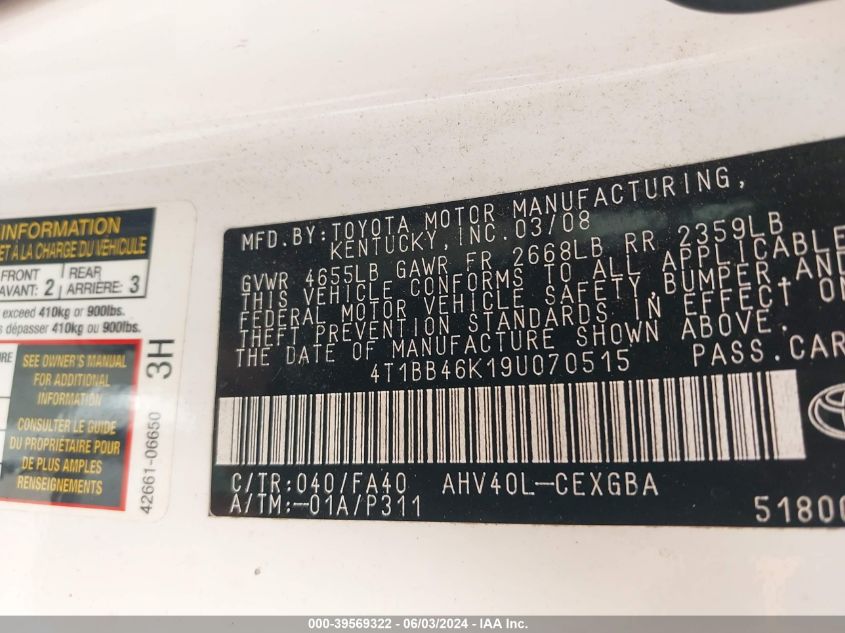 INFORMATION
ET À LA CHARGE DU VÉHICULE
FRONT
AVANT: 2
REAR
ARRIÈRE: 3
exceed 410kg or 900lbs.
s dépasser 410kg ou 900lbs.
SEE OWNER'S MANUAL
FOR ADDITIONAL
INFORMATION
CONSULTER LE GUIDE
DU PROPRIÉTAIRE POUR
DE PLUS AMPLES
RENSEIGNEMENTS
3H
42661-06650
MFD.BY: TOYOTA MOTOR MANUFACTURING,
KENTUCKY, INC. 03/08
GVWR 4655LB GAWR FR 2668LB RR 2359LB
THIS VEHICLE CONFORMS TO ALL APPLICABLE
FEDERAL MOTOR VEHICLE SAFETY, BUMPER, AND
THEFT PREVENTION STANDARDS IN EFFECT ON
THE DATE OF MANUFACTURE SHOWN ABOVE.
4T1BB46K19U070515 PASS.CAR
C/TR:040/FA40 AHV40L-CEXGBA
A/TM:-01A/P311 51800
000-39569322 - 06/03/2024 - IAA Inc.